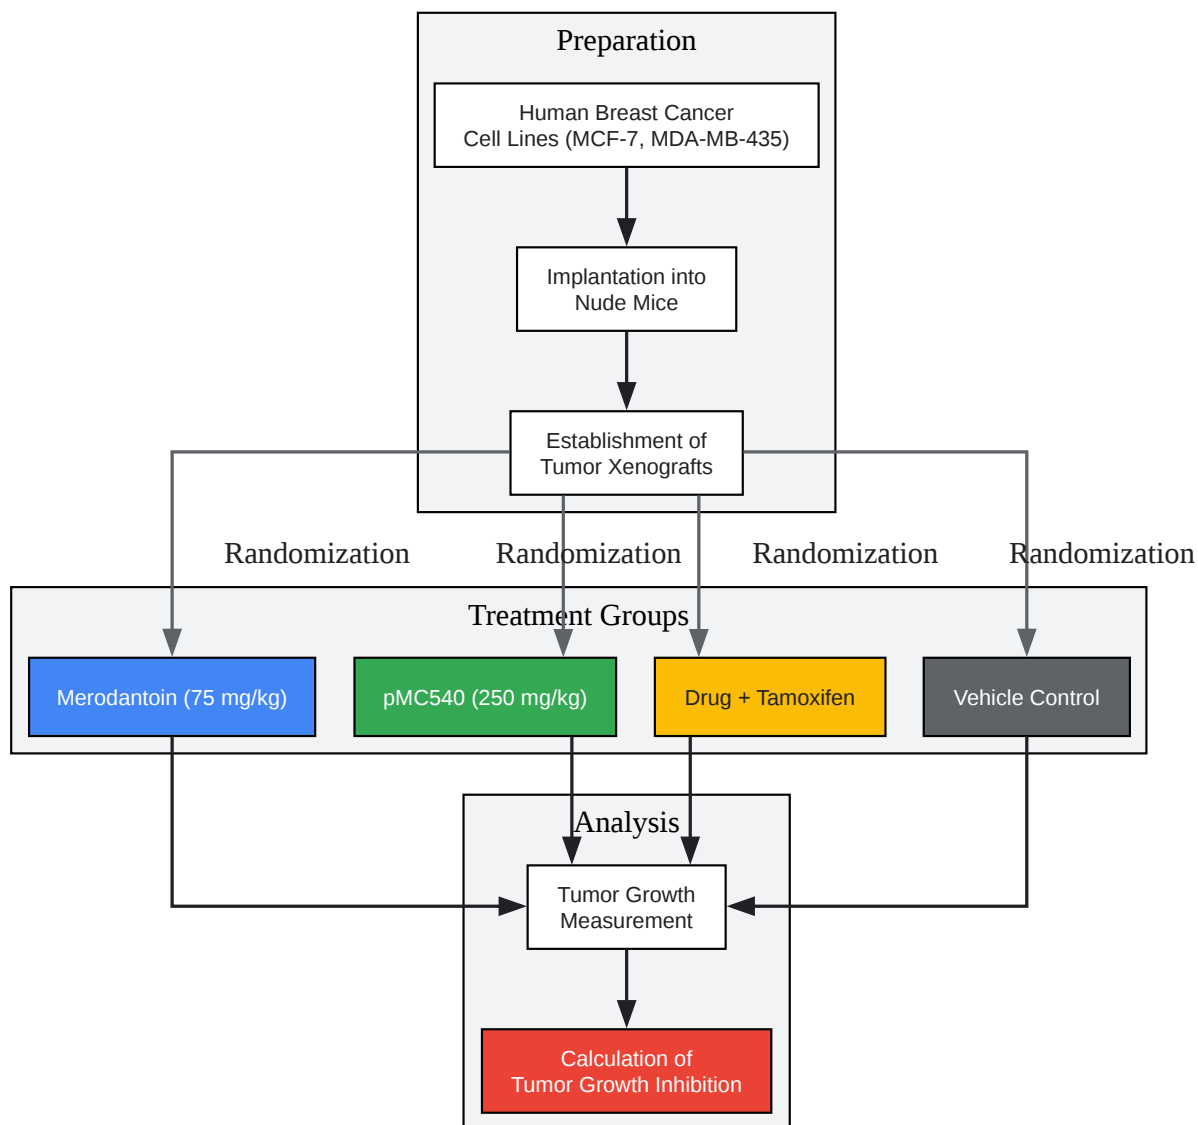 Preparation
Human Breast Cancer
Cell Lines (MCF-7, MDA-MB-435)
Implantation into
Nude Mice
Establishment of
Tumor Xenografts
Randomization
Randomization
Randomization
Randomization
Treatment Groups
Merodantoin (75 mg/kg)
pMC540 (250 mg/kg)
Drug + Tamoxifen
Vehicle Control
Analysis
Tumor Growth
Measurement
Calculation of
Tumor Growth Inhibition